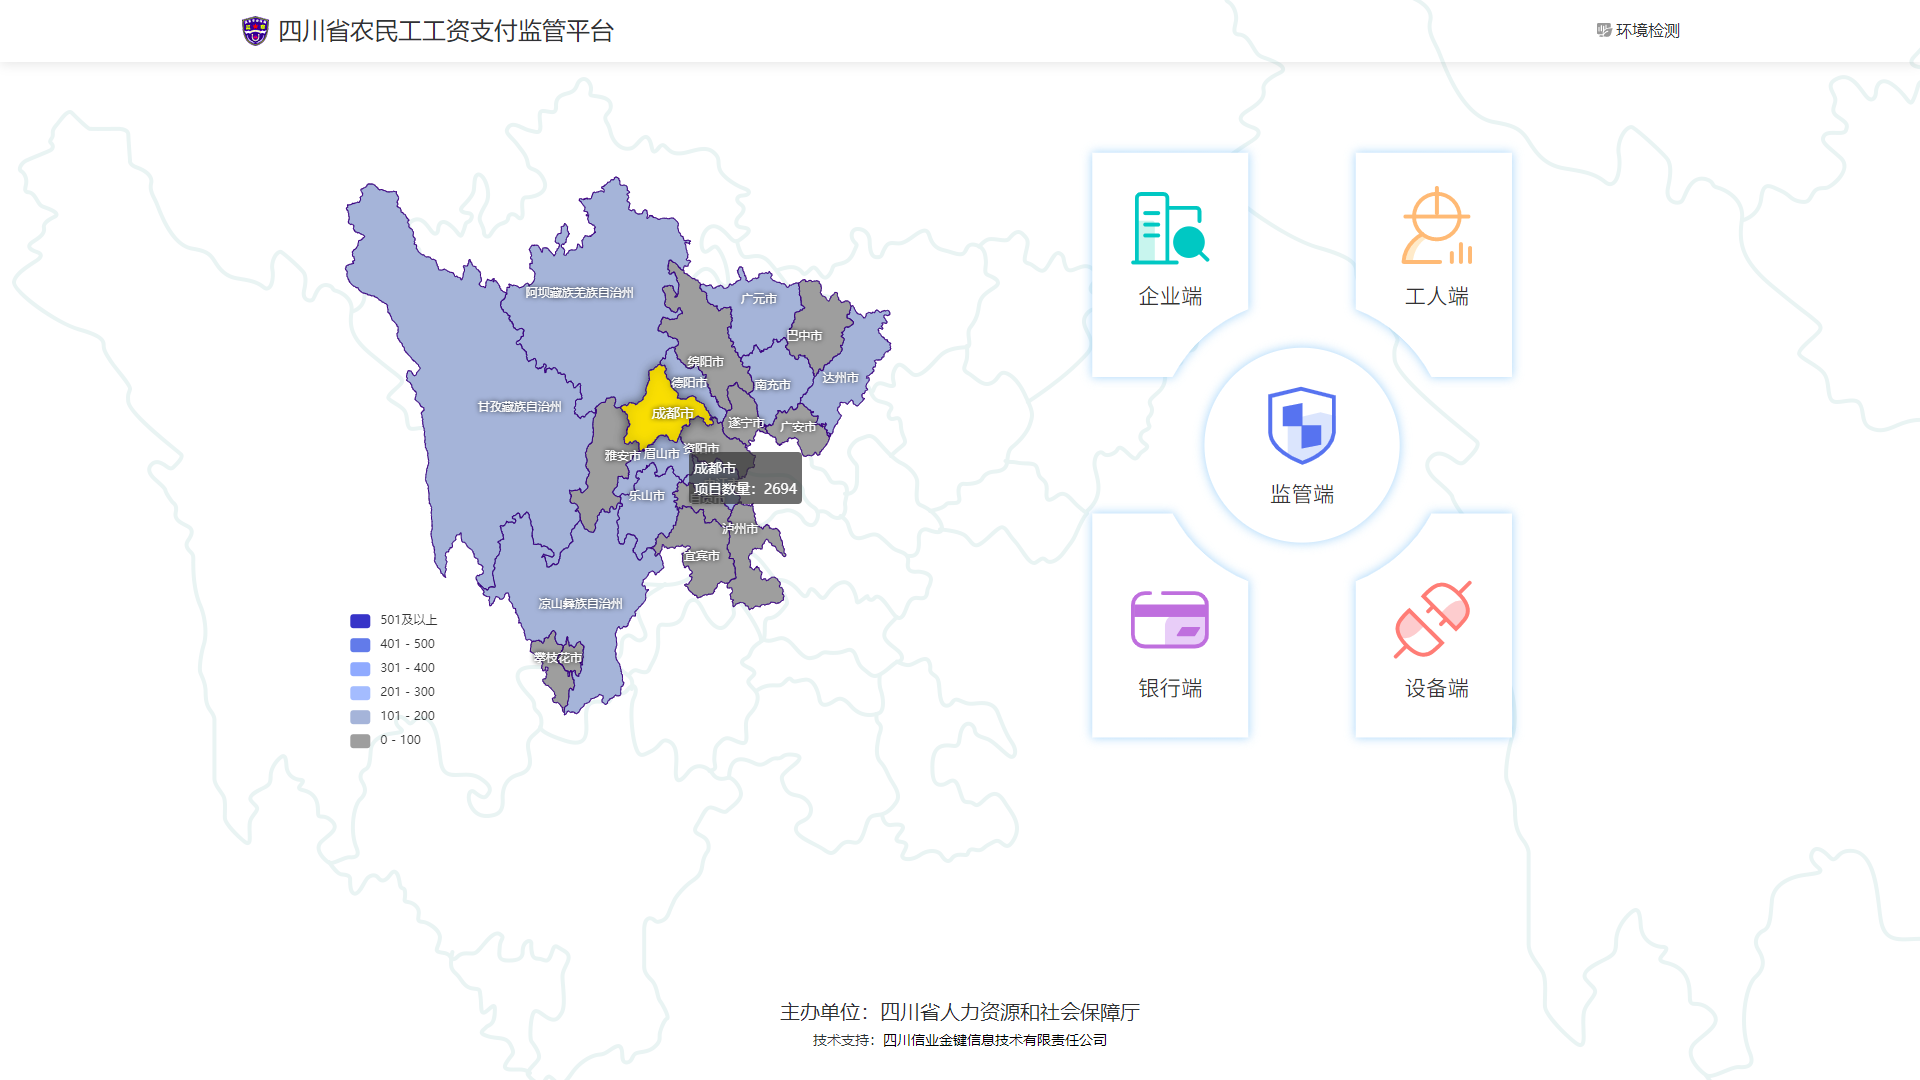 四川省农民工工资支付监管平台
环境检测
阿坝藏族羌族自治州
广元市
巴中市
绵阳市
达州市
德阳市
南充市
甘孜藏族自治州
成都市
遂宁市
广安市
资阳市
雅安市
眉山市
成都市
项目数量：2694
乐山市
泸州市
宜宾市
凉山彝族自治州
攀枝花市
501及以上
401 - 500
301 - 400
201 - 300
101 - 200
0 - 100
企业端
工人端
监管端
银行端
设备端
主办单位：四川省人力资源和社会保障厅
技术支持：四川信业金键信息技术有限责任公司